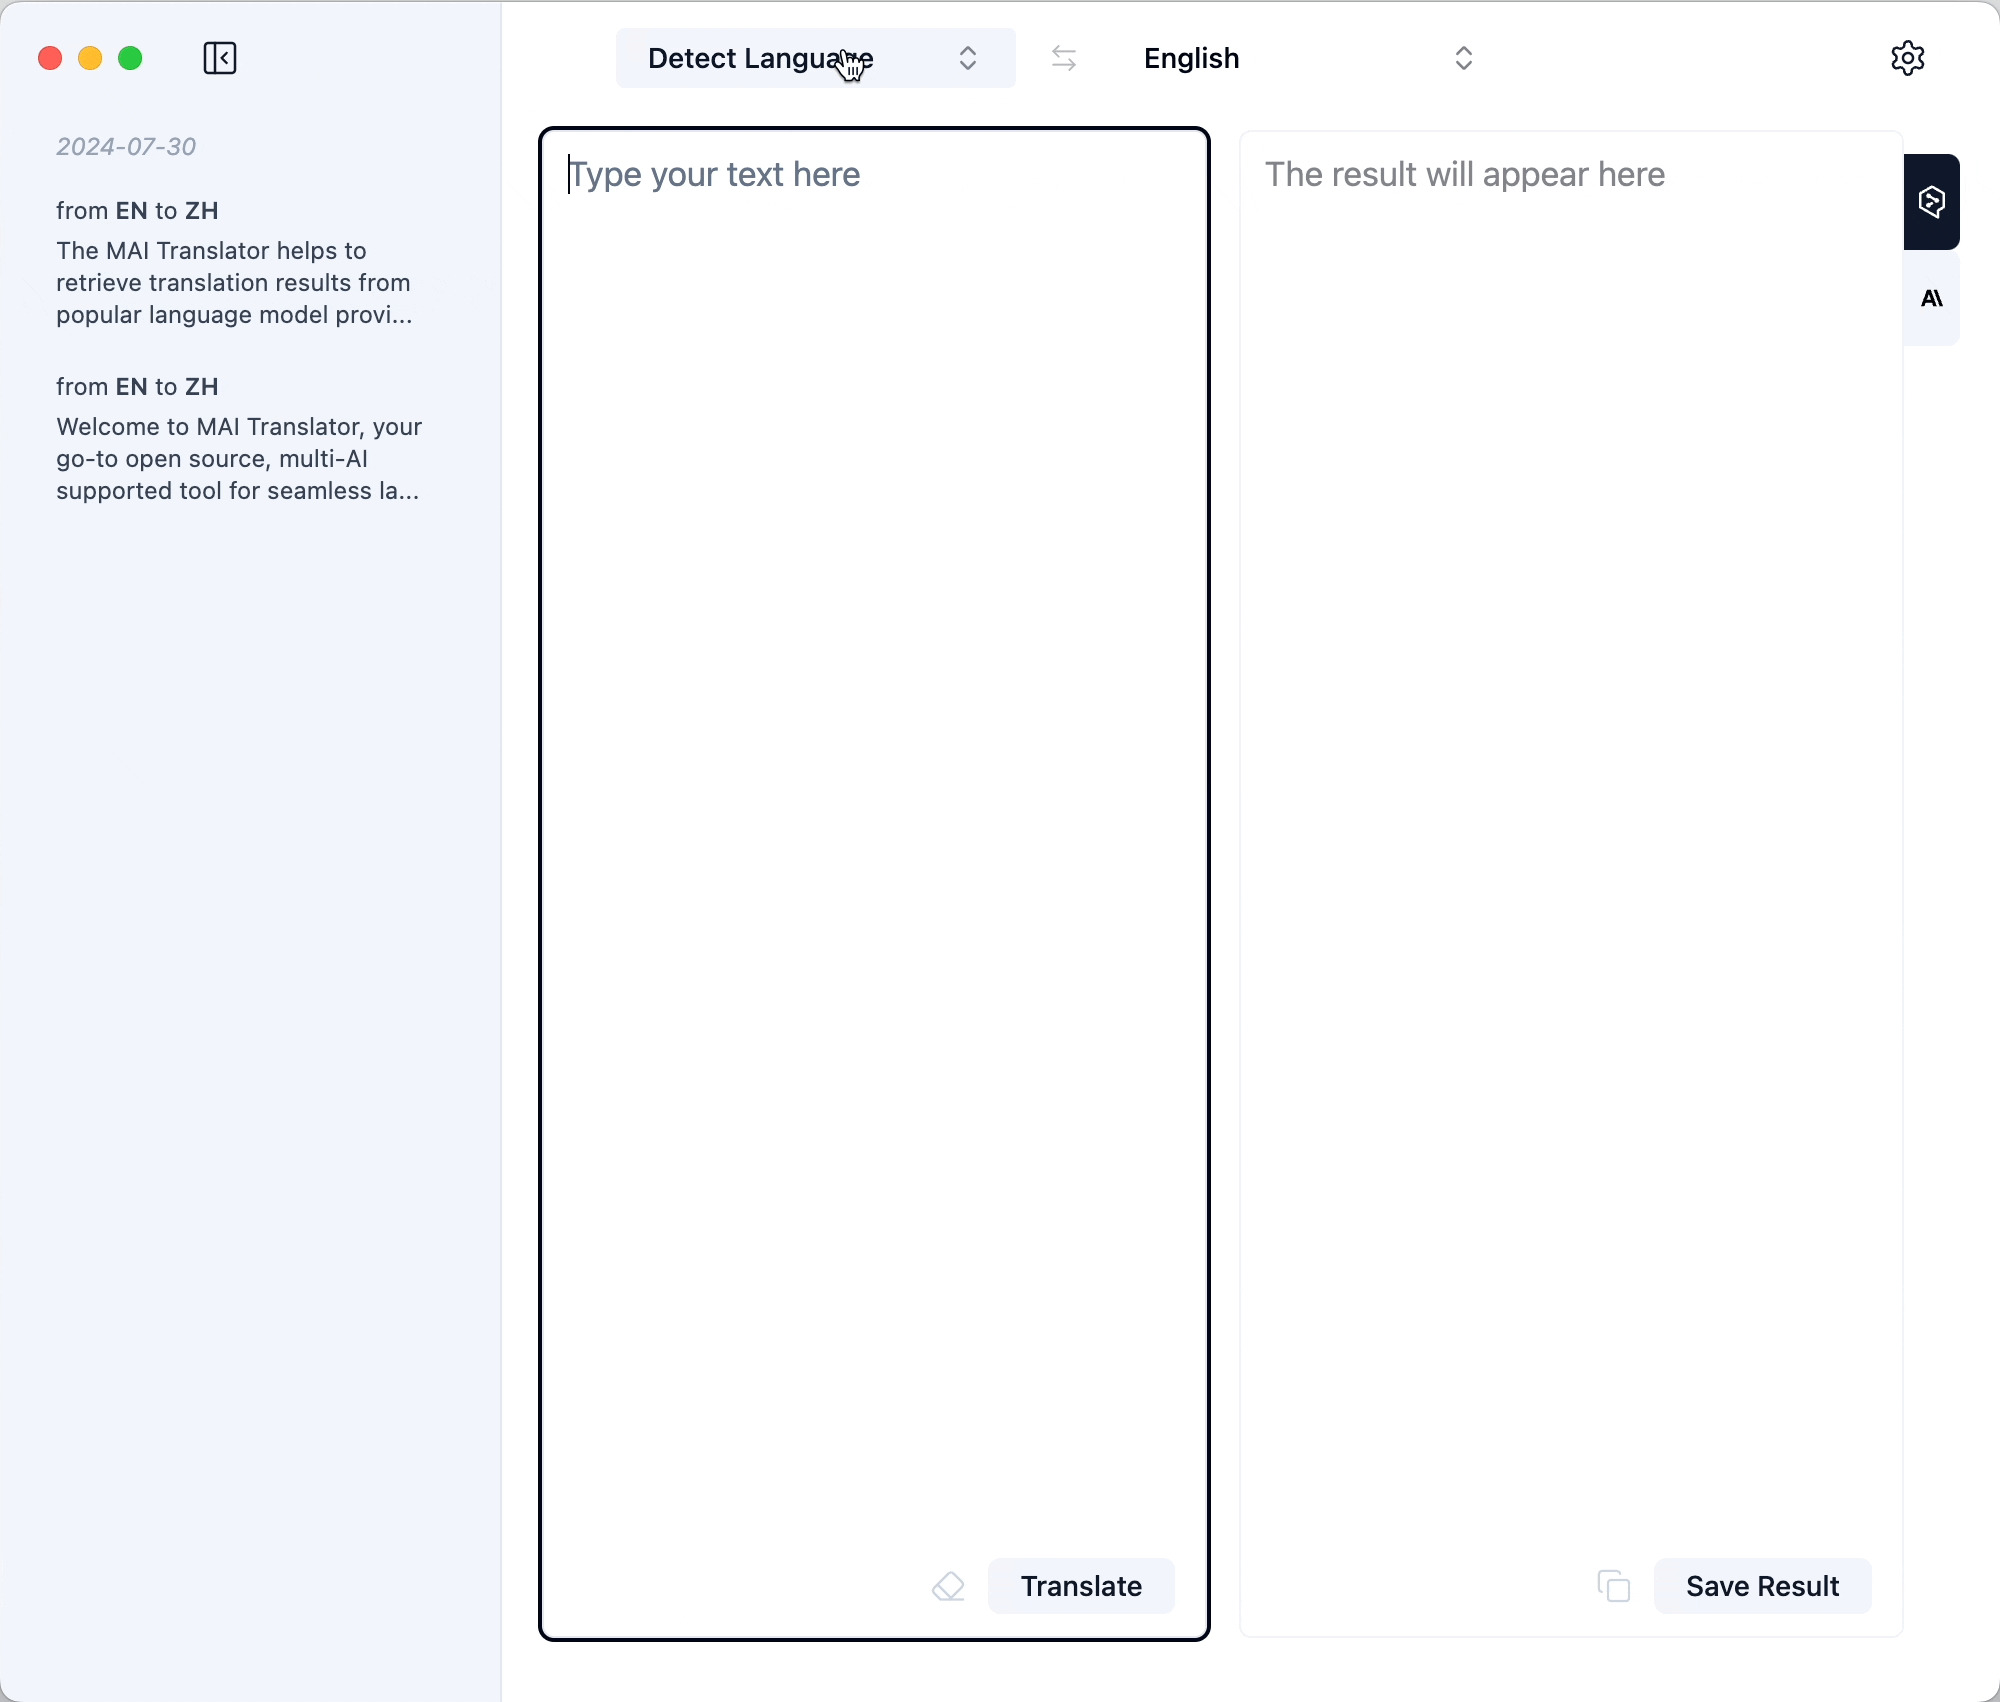 Detect Language
English
2024-07-30
from EN to ZH
The MAI Translator helps to
retrieve translation results from
popular language model provi...
from EN to ZH
Welcome to MAI Translator, your
go-to open source, multi-AI
supported tool for seamless la...
Type your text here
Translate
The result will appear here
Save Result